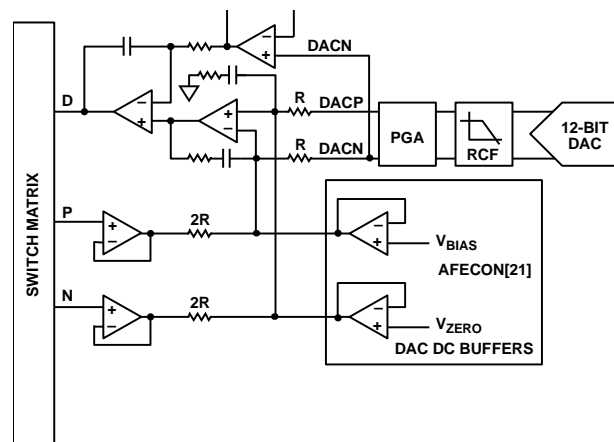 DACN
D
R
DACP
R
DACN
PGA
RCF
12-BIT
DAC
SWITCH MATRIX
P
2R
VBIAS
AFECON[21]
N
2R
VZERO
DAC DC BUFFERS